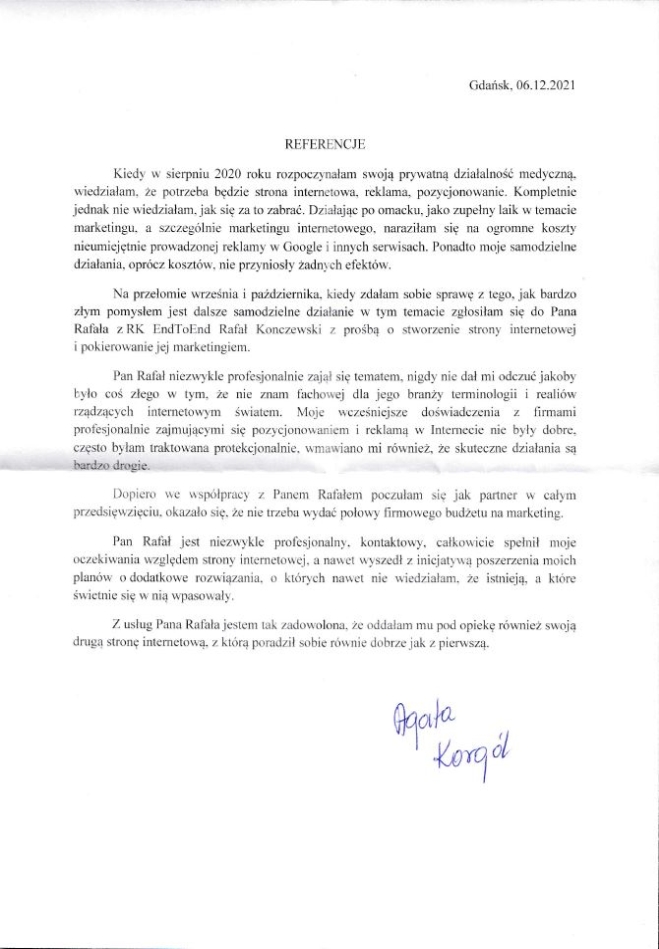 Gdańsk, 06.12.2021
REFERENCJE
Kiedy w sierpniu 2020 roku rozpoczynałam swoją prywatną działalność medyczną,
wiedziałam, że potrzeba będzie strona internetowa, reklama, pozycjonowanie. Kompletnie
jednak nie wiedziałam, jak się za to zabrać. Działając po omacku, jako zupełny laik w temacie
marketingu, a szczególnie marketingu internetowego, naraziłam się na ogromne koszty
nieumiejętnie prowadzonej reklamy w Google i innych serwisach. Ponadto moje samodzielne
działania, oprócz kosztów, nie przyniosły żadnych efektów.
Na przełomie września i października, kiedy zdałam sobie sprawę z tego, jak bardzo
złym pomysłem jest dalsze samodzielne działanie w tym temacie zgłosiłam się do Pana
Rafała z RK EndToEnd Rafał Konczewski z prośbą o stworzenie strony internetowej
i pokierowanie jej marketingiem.
Pan Rafał niezwykle profesjonalnie zajął się tematem, nigdy nie dał mi odczuć jakoby
było coś złego w tym, że nie znam fachowej dla jego branży terminologii i realiów
rządzących internetowym światem. Moje wcześniejsze doświadczenia z firmami
profesjonalnie zajmującymi się pozycjonowaniem i reklamą w Internecie nie były dobre,
często byłam traktowana protekcjonalnie, wmawiano mi również, że skuteczne działania są
bardzo drogie.
Dopiero we współpracy z Panem Rafałem poczułam się jak partner w całym
przedsięwzięciu, okazało się, że nie trzeba wydać połowy firmowego budżetu na marketing.
Pan Rafał jest niezwykle profesjonalny, kontaktowy, całkowicie spełnił moje
oczekiwania względem strony internetowej, a nawet wyszedł z inicjatywą poszerzenia moich
planów o dodatkowe rozwiązania, o których nawet nie wiedziałam, że istnieją, a które
świetnie się w nią wpasowały.
Z usług Pana Rafała jestem tak zadowolona, że oddałam mu pod opiekę również swoją
drugą stronę internetową, z którą poradził sobie równie dobrze jak z pierwszą.
Agata
Korgól